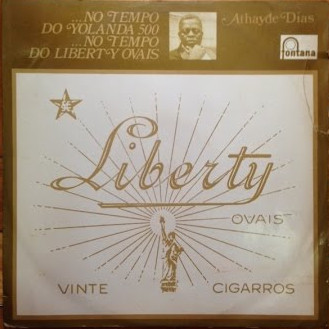 ...NO TEMPO
DO YOLANDA 500
...NO TEMPO
DO LIBERTY OVAIS
Athayde Dias
fontana
Liberty
OVAIS
VINTE
CIGARROS